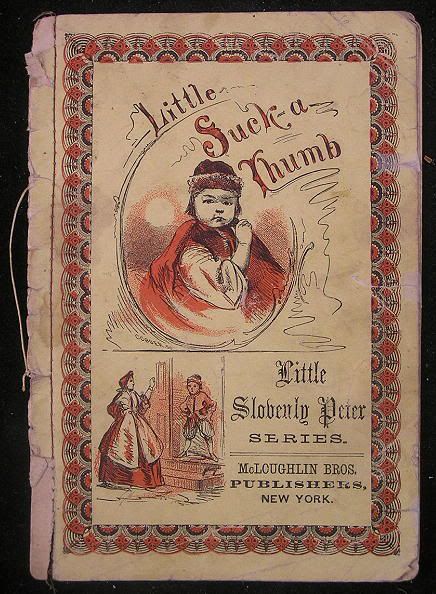 Little
Suck-a
Thumb
Little
Slovenly Peter
SERIES.
McLOUGHLIN BROS.
PUBLISHERS,
NEW YORK.